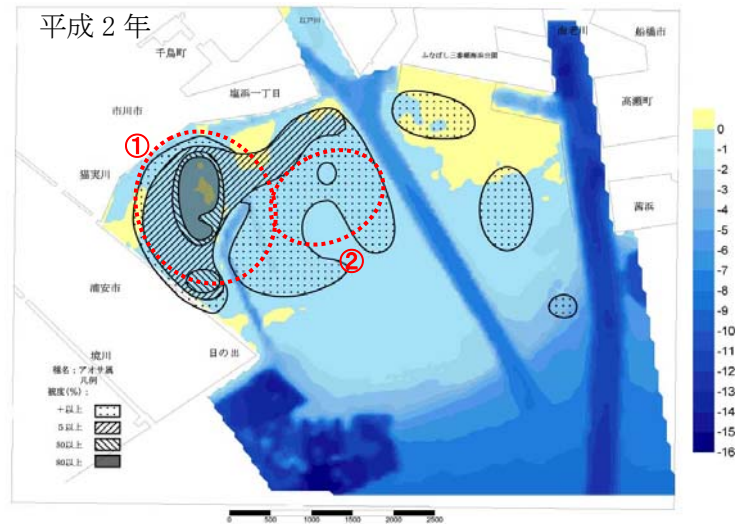 平成２年
江戸川
海老川
船橋市
千鳥町
ふなばし三番瀬海浜公園
塩浜一丁目
高瀬町
市川市
①
猫実川
茜浜
②
浦安市
日の出
境川
種名：アオサ属
凡例
被度(%)：
＋以上
５以上
50以上
80以上
0
-1
-2
-3
-4
-5
-6
-7
-8
-9
-10
-11
-12
-13
-14
-15
-16
0 500 1000 1500 2000 2500